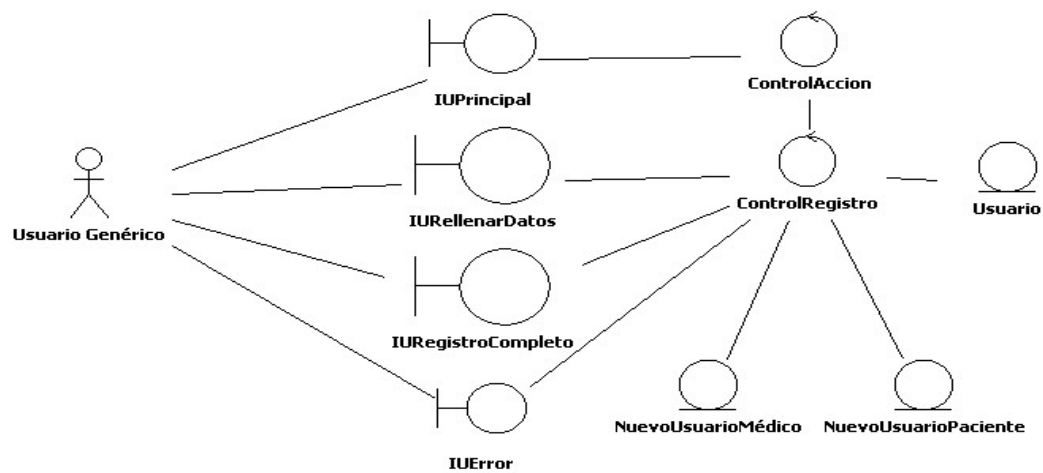 IUPrincipal
ControlAccion
Usuario Genérico
IURellenarDatos
ControlRegistro
Usuario
IURegistroCompleto
NuevoUsuarioMédico
NuevoUsuarioPaciente
IUError